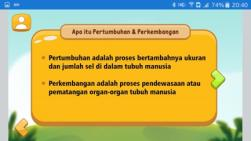 74% 20:40
Apa itu Pertumbuhan & Perkembangan
• Pertumbuhan adalah proses bertambahnya ukuran
dan jumlah sel di dalam tubuh manusia
• Perkembangan adalah proses pendewasaan atau
pematangan organ-organ tubuh manusia